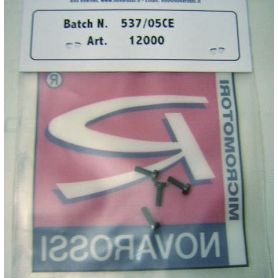 Batch N. 537/05CE
Art. 12000
®
MICROMOTORI
NOVAROSSI